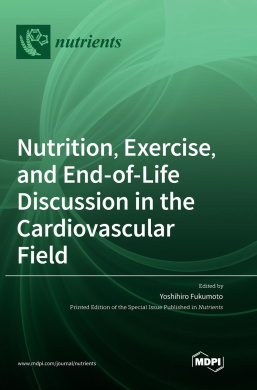 nutrients
Nutrition, Exercise,
and End-of-Life
Discussion in the
Cardiovascular
Field
Edited by
Yoshihiro Fukumoto
Printed Edition of the Special Issue Published in Nutrients
www.mdpi.com/journal/nutrients
MDPI